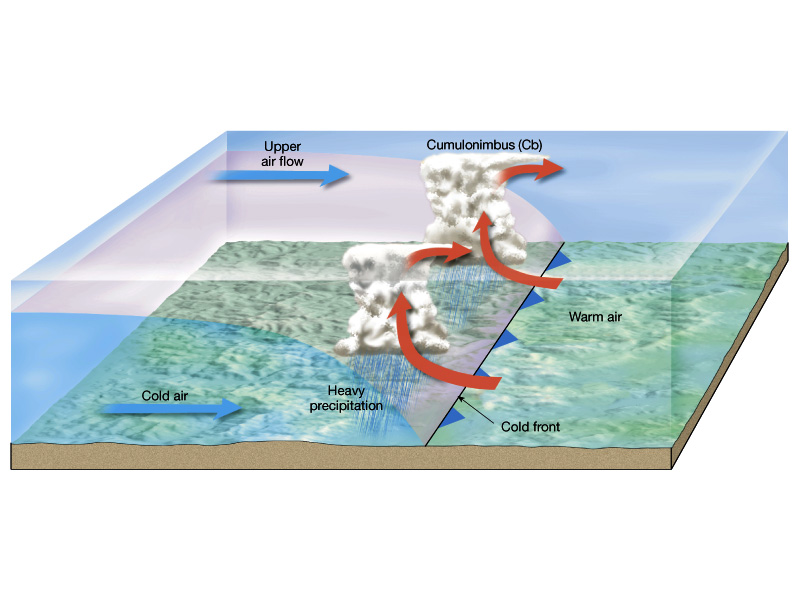 Upper
air flow
Cumulonimbus (Cb)
Warm air
Cold air
Heavy
precipitation
Cold front